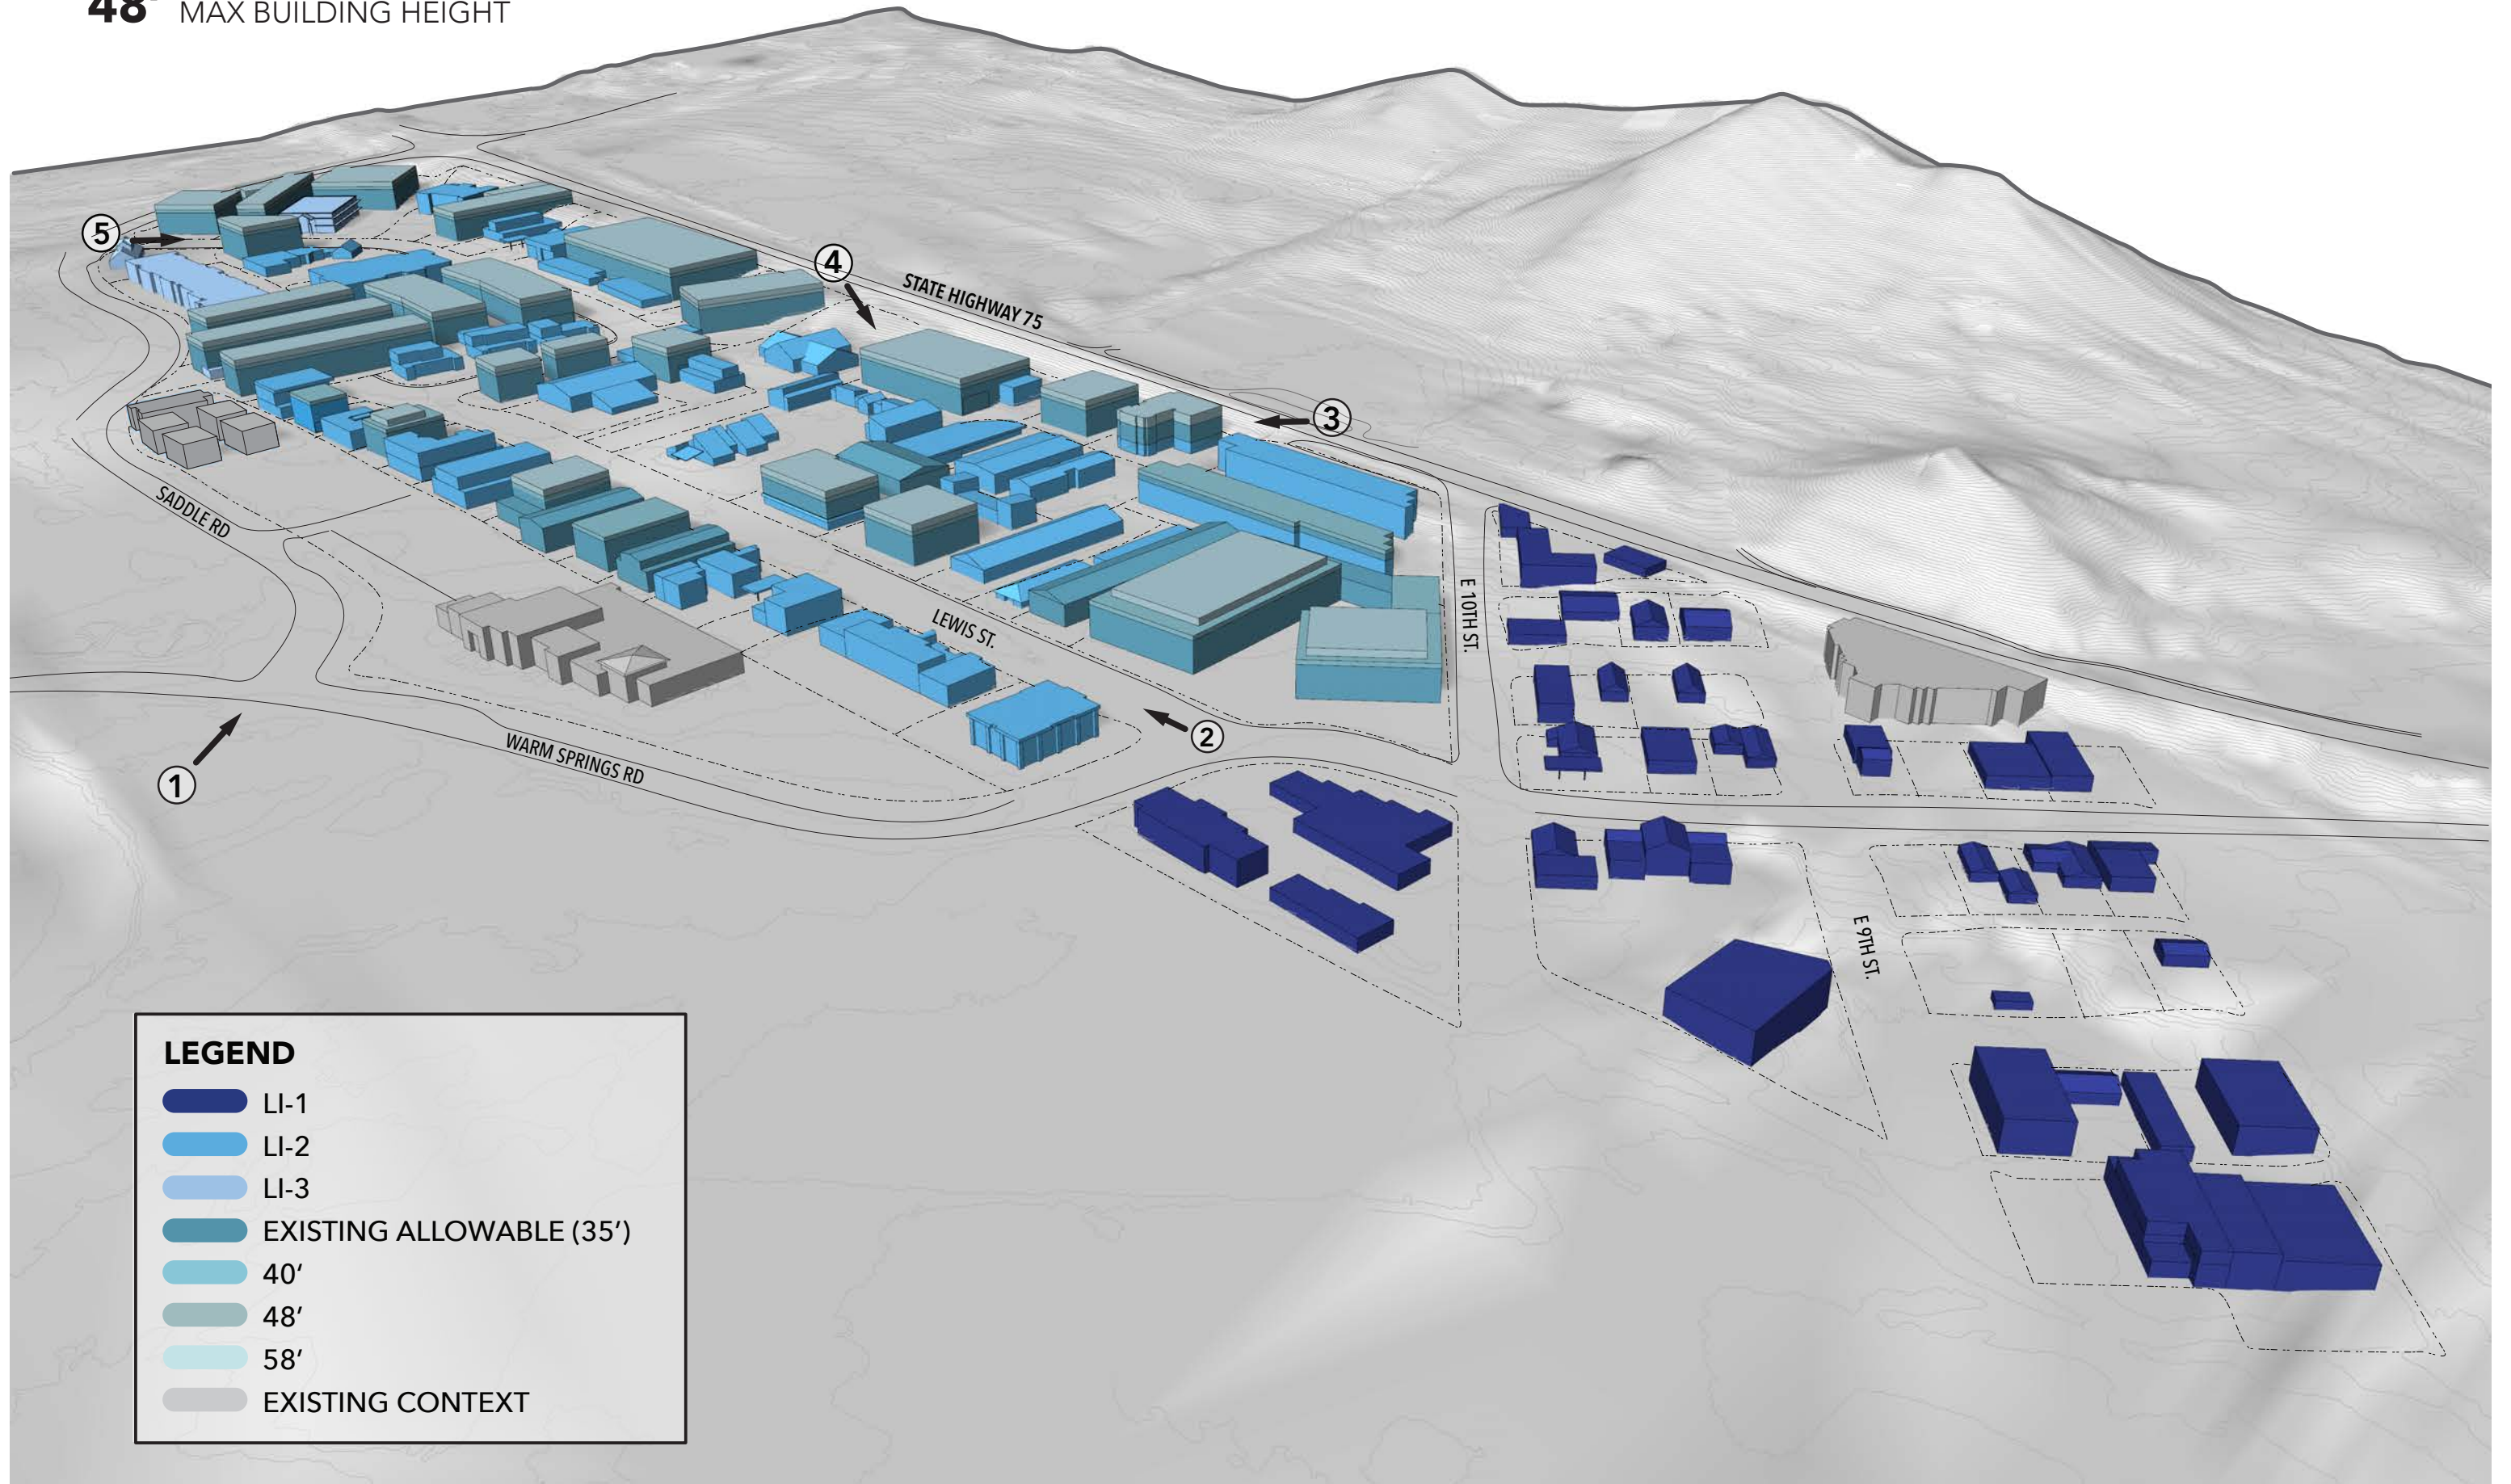 48' MAX BUILDING HEIGHT
5
4
STATE HIGHWAY 75
3
SADDLE RD
E 10TH ST.
LEWIS ST.
2
WARM SPRINGS RD
1
E 9TH ST.
LEGEND
LI-1
LI-2
LI-3
EXISTING ALLOWABLE (35')
40'
48'
58'
EXISTING CONTEXT